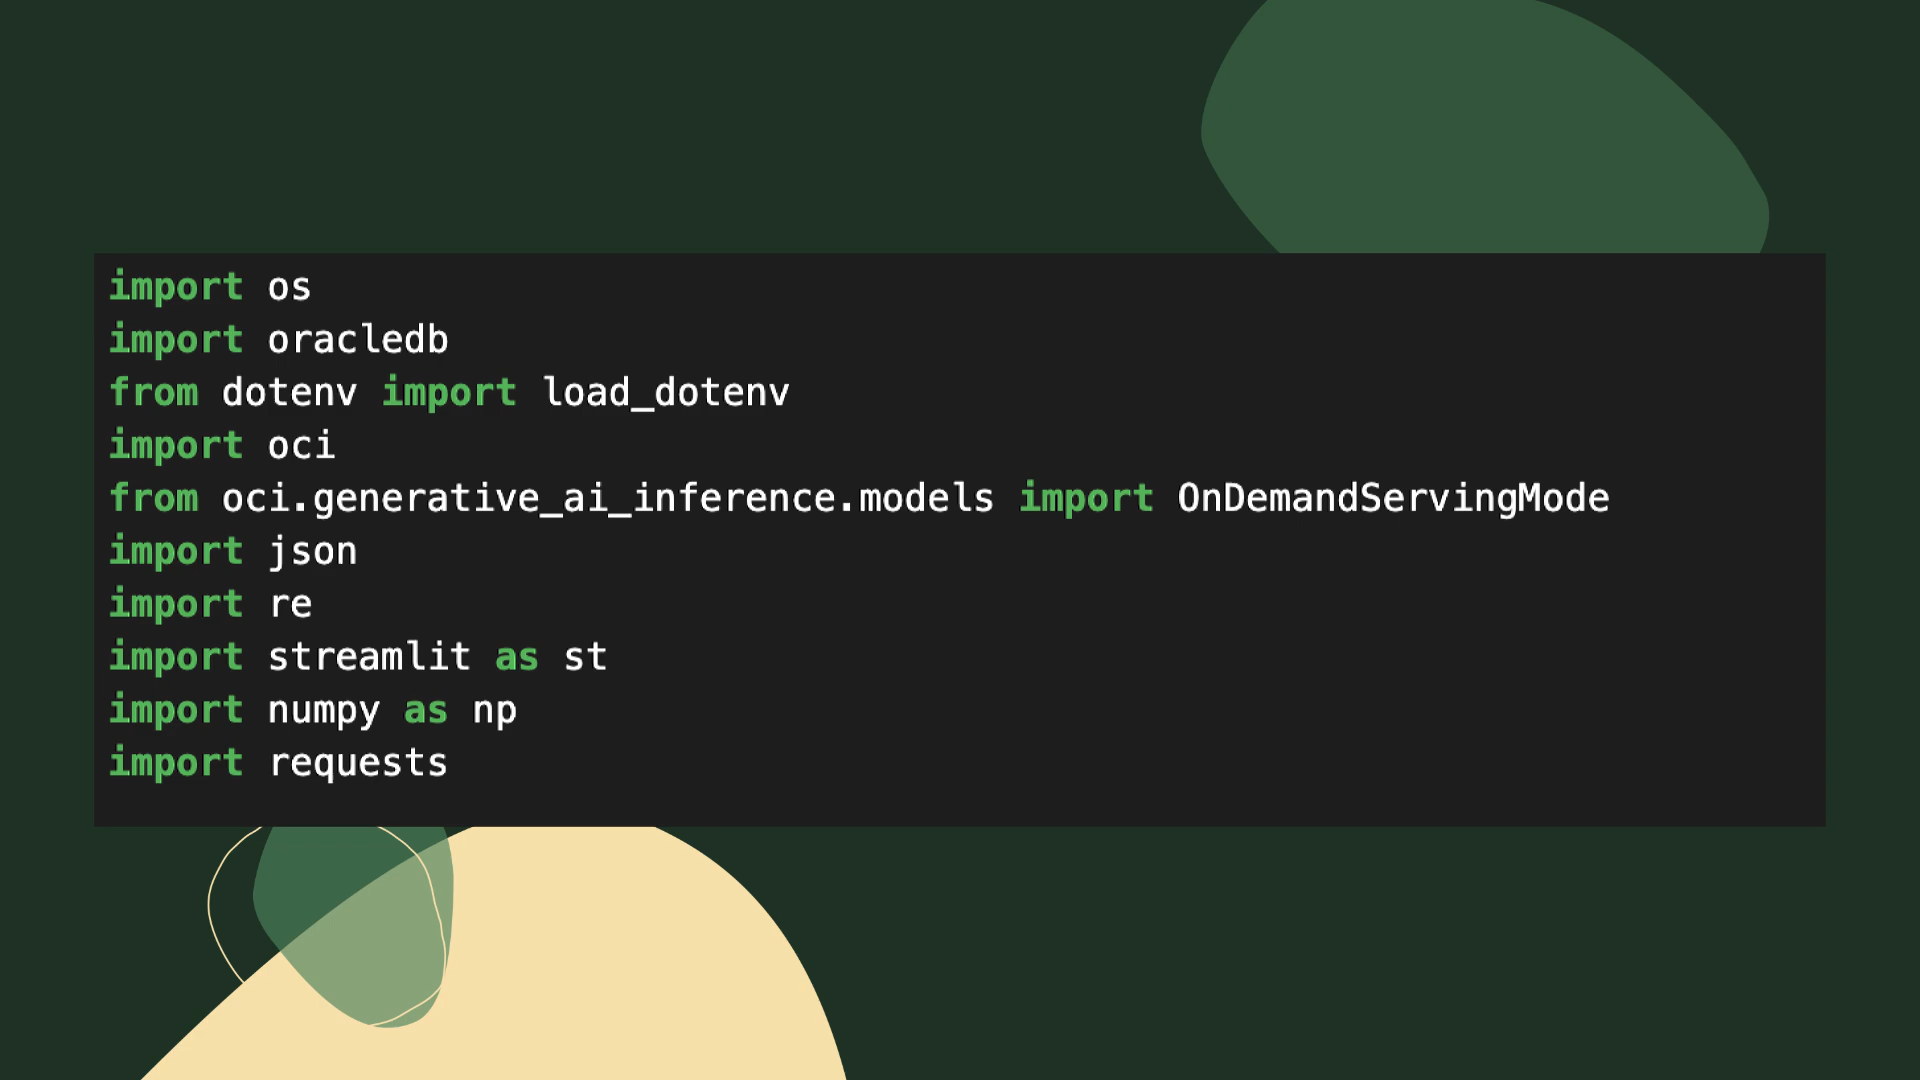 import os
import oracledb
from dotenv import load_dotenv
import oci
from oci.generative_ai_inference.models import OnDemandServingMode
import json
import re
import streamlit as st
import numpy as np
import requests